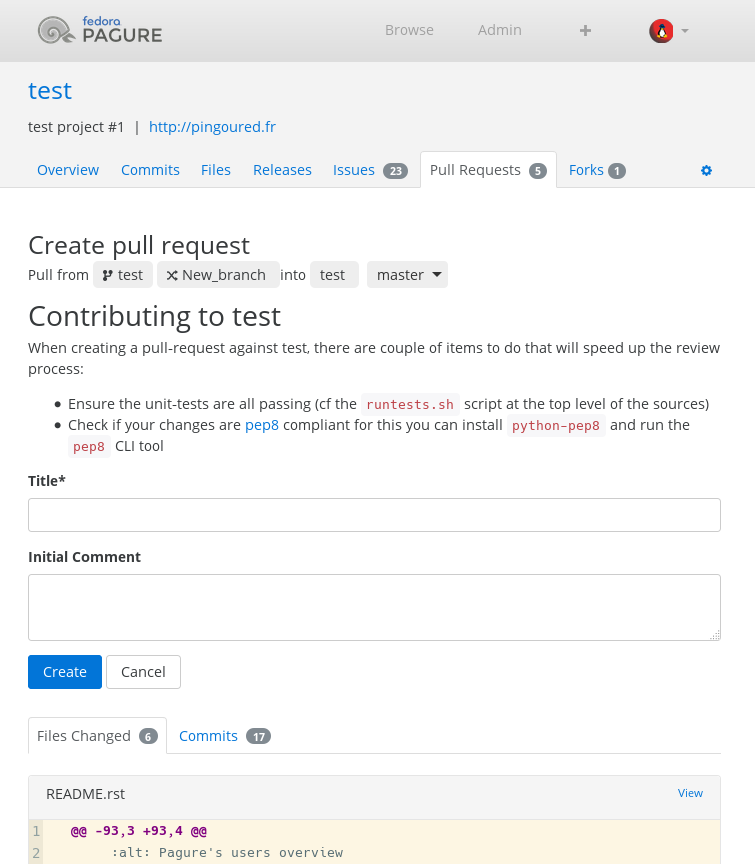 fedora
PAGURE
Browse Admin
test
test project #1 | http://pingoured.fr
Overview Commits Files Releases Issues 23 Pull Requests 5 Forks 1
Create pull request
Pull from test New_branch into test master
Contributing to test
When creating a pull-request against test, there are couple of items to do that will speed up the review
process:
Ensure the unit-tests are all passing (cf the runtests.sh script at the top level of the sources)
Check if your changes are pep8 compliant for this you can install python-pep8 and run the
pep8 CLI tool
Title*
Initial Comment
Create Cancel
Files Changed 6 Commits 17
README.rst View
1 @@ -93,3 +93,4 @@
2 :alt: Pagure's users overview